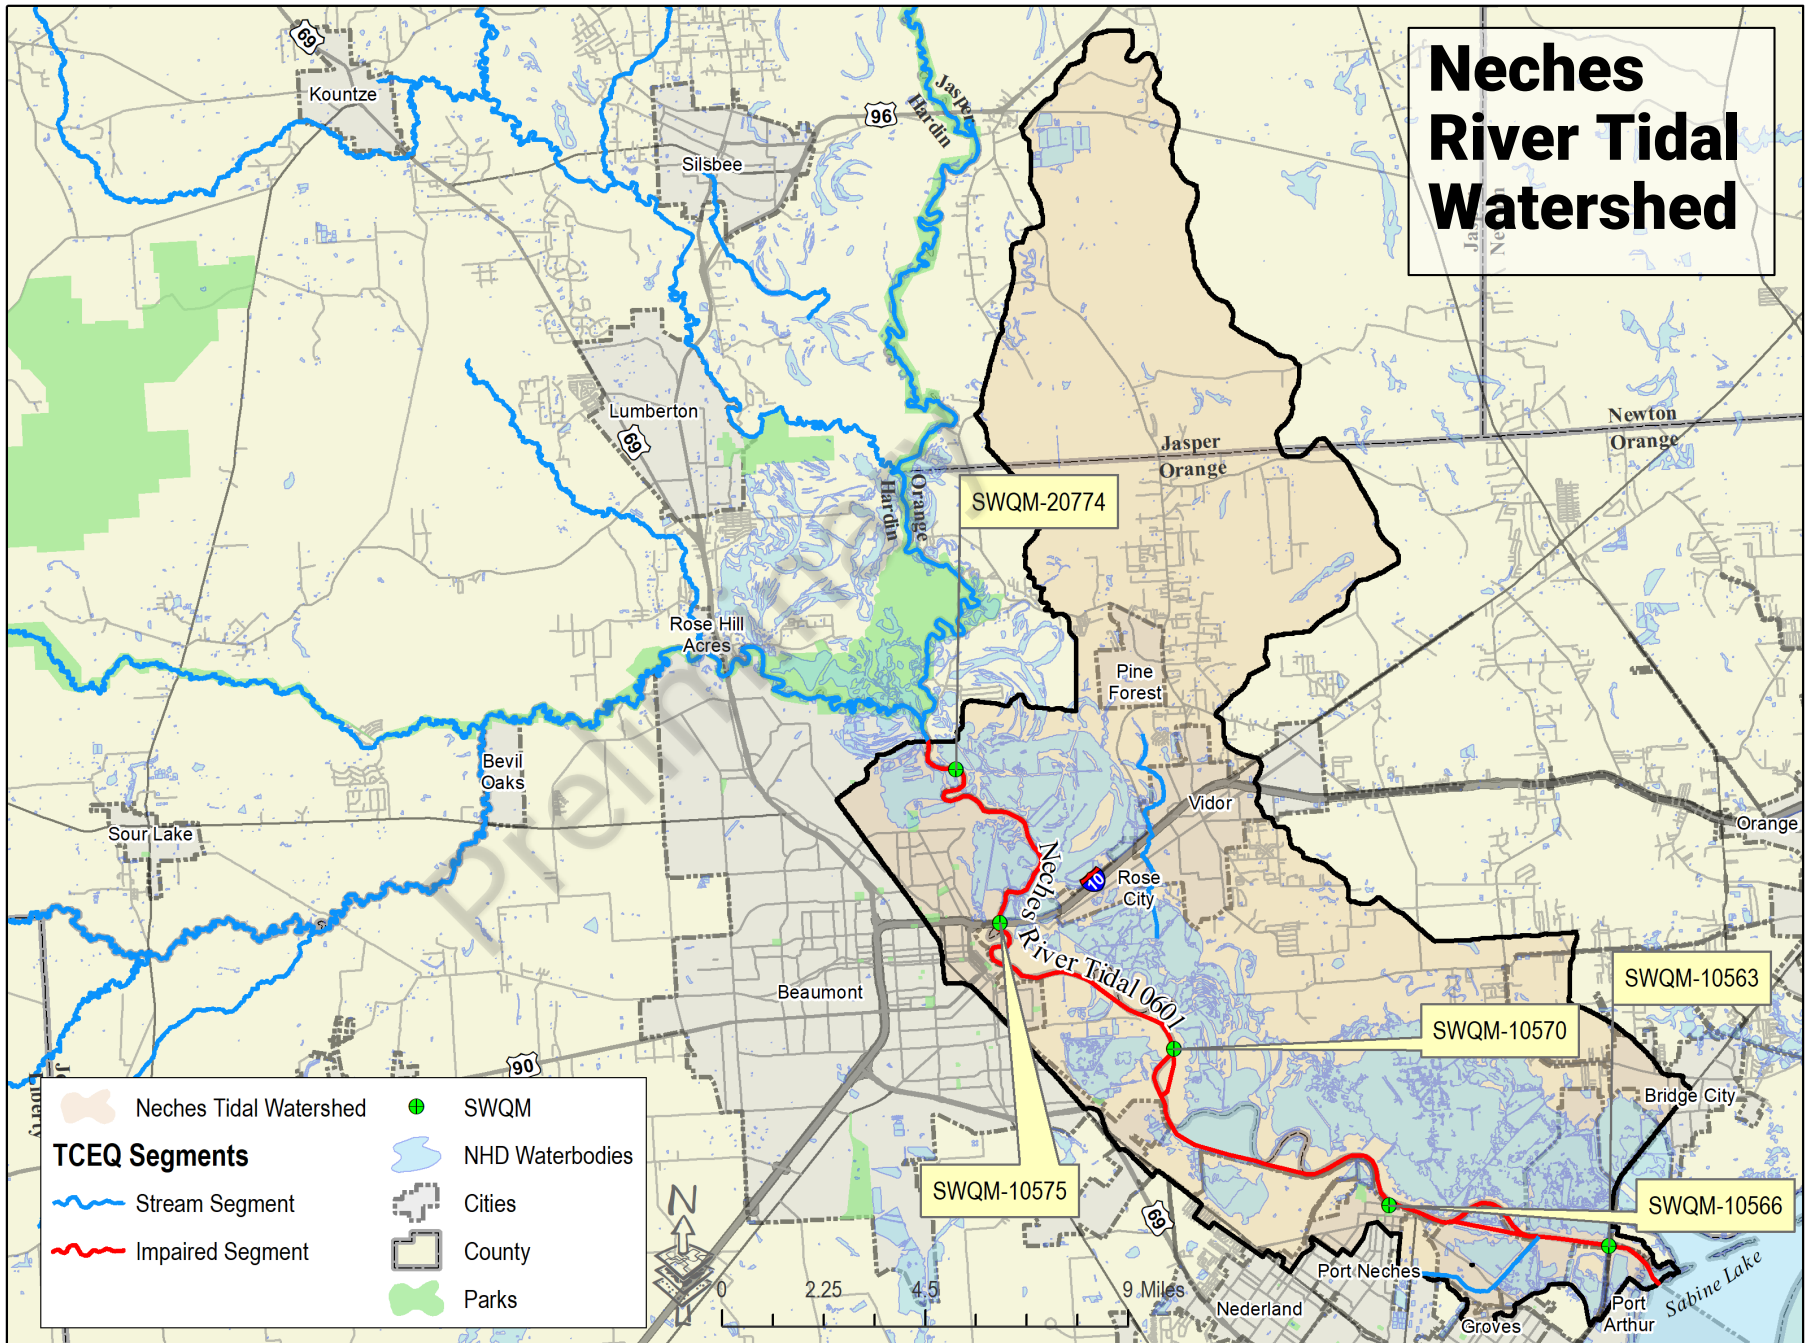 Neches
River Tidal
Watershed
69
Kountze
96
Jasper
Hardin
Silsbee
Lumberton
69
Newton
Orange
Jasper
Orange
SWQM-20774
Orange
Hardin
Preliminary
Rose Hill
Acres
Pine
Forest
Bevil
Oaks
Vidor
Sour Lake
Orange
10
Rose
City
Neches River Tidal 0601
SWQM-10563
Beaumont
SWQM-10570
90
Bridge City
SWQM-10575
SWQM-10566
69
Port Neches
Nederland
Groves
Port
Arthur
Sabine Lake
Neches Tidal Watershed
SWQM
TCEQ Segments
NHD Waterbodies
Stream Segment
Cities
Impaired Segment
County
Parks
N
0 2.25 4.5 9 Miles